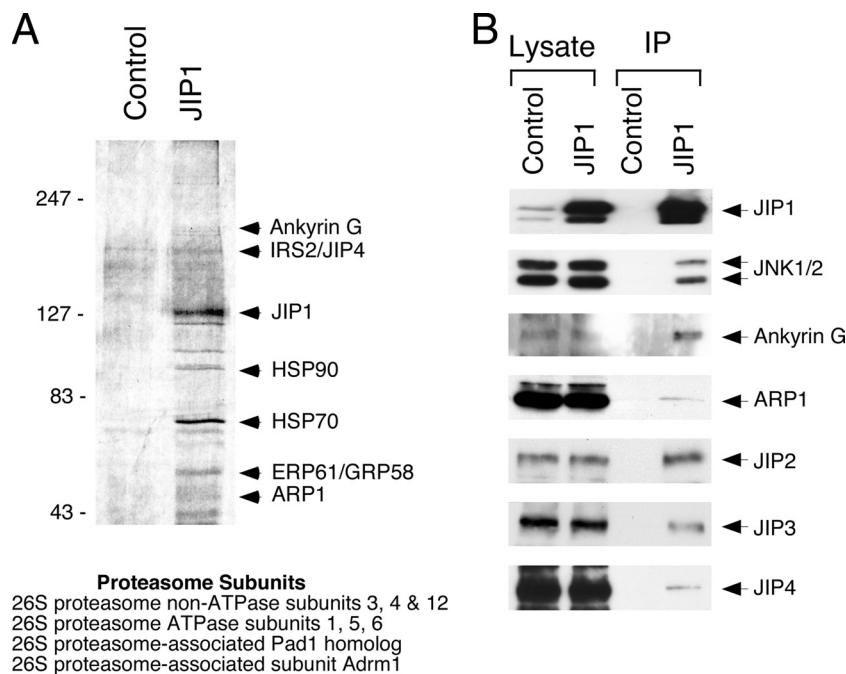 A
Control
JIP1
247 -
127 -
83 -
43 -
Ankyrin G
IRS2/JIP4
JIP1
HSP90
HSP70
ERP61/GRP58
ARP1
Proteasome Subunits
26S proteasome non-ATPase subunits 3, 4 & 12
26S proteasome ATPase subunits 1, 5, 6
26S proteasome-associated Pad1 homolog
26S proteasome-associated subunit Adrm1
B
Lysate IP
Control
JIP1
Control
JIP1
JIP1
JNK1/2
Ankyrin G
ARP1
JIP2
JIP3
JIP4